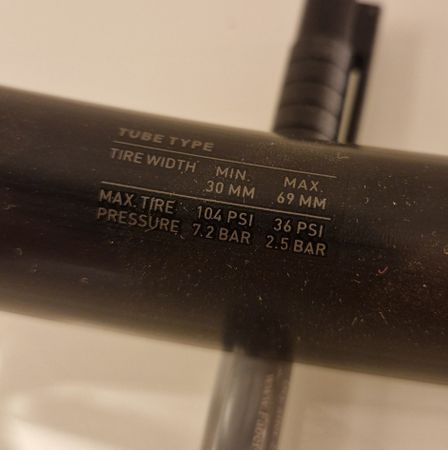 TUBE TYPE
TIRE WIDTH MIN. MAX.
30 MM 69 MM
MAX. TIRE 104 PSI 36 PSI
PRESSURE 7.2 BAR 2.5 BAR